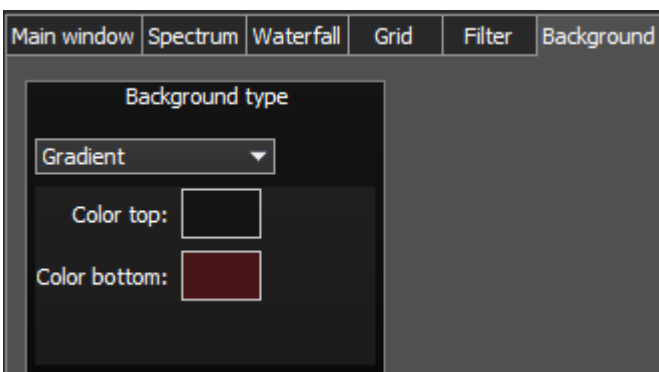 Main window Spectrum Waterfall Grid Filter Background
Background type
Gradient
Color top:
Color bottom: